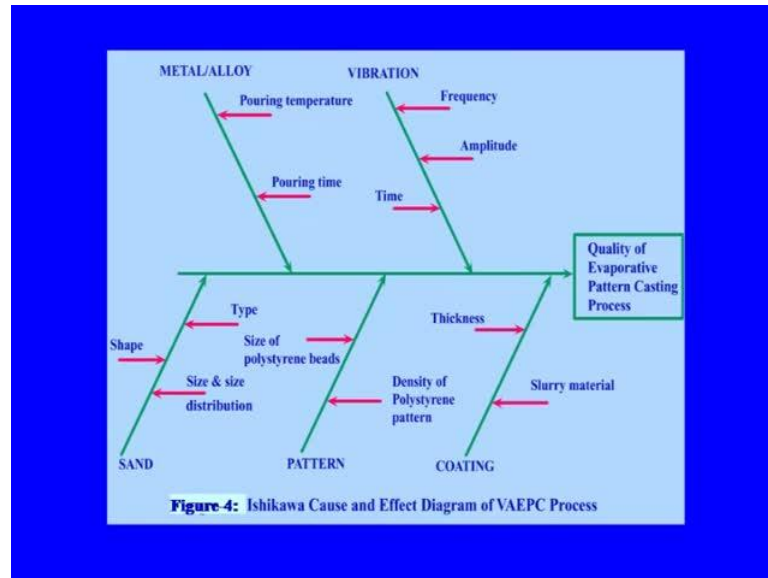 METAL/ALLOY
VIBRATION
Pouring temperature
Frequency
Amplitude
Pouring time
Time
Quality of
Evaporative
Pattern Casting
Process
Type
Thickness
Shape
Size of
polystyrene beads
Size & size
distribution
Density of
Polystyrene
pattern
Slurry material
SAND
PATTERN
COATING
Figure-4: Ishikawa Cause and Effect Diagram of VAEPC Process